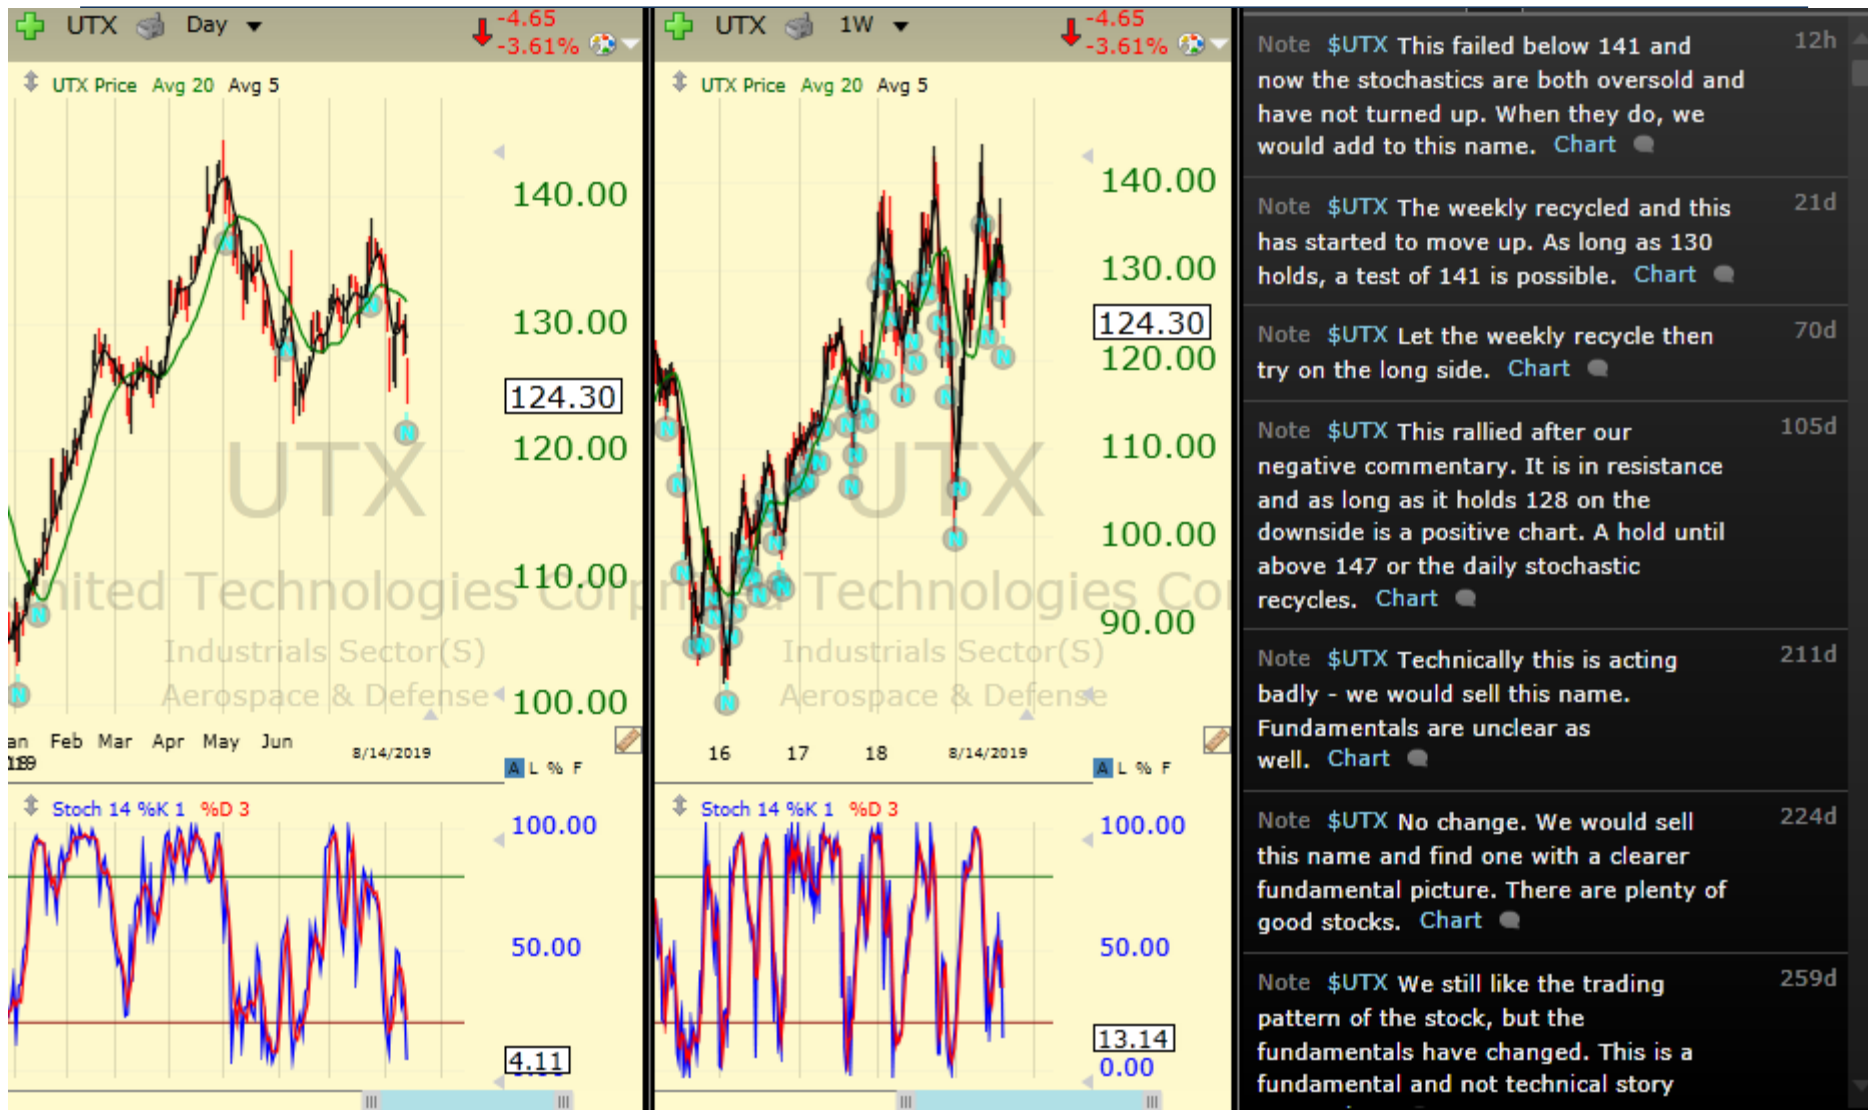 UTX Day
-4.65
-3.61%
UTX Price Avg 20 Avg 5
140.00
130.00
124.30
120.00
110.00
100.00
UTX
United Technologies Corp
Industrials Sector(S)
Aerospace & Defense
Feb Mar Apr May Jun
8/14/2019
A L % F
Stoch 14 %K 1 %D 3
100.00
50.00
4.11
UTX 1W
-4.65
-3.61%
UTX Price Avg 20 Avg 5
140.00
130.00
124.30
120.00
110.00
100.00
90.00
UTX
Technologies Co
Industrials Sector(S)
Aerospace & Defense
16 17 18 8/14/2019
A L % F
Stoch 14 %K 1 %D 3
100.00
50.00
13.14
0.00
Note $UTX This failed below 141 and 12h
now the stochastics are both oversold and
have not turned up. When they do, we
would add to this name. Chart
Note $UTX The weekly recycled and this 21d
has started to move up. As long as 130
holds, a test of 141 is possible. Chart
Note $UTX Let the weekly recycle then 70d
try on the long side. Chart
Note $UTX This rallied after our 105d
negative commentary. It is in resistance
and as long as it holds 128 on the
downside is a positive chart. A hold until
above 147 or the daily stochastic
recycles. Chart
Note $UTX Technically this is acting 211d
badly - we would sell this name.
Fundamentals are unclear as
well. Chart
Note $UTX No change. We would sell 224d
this name and find one with a clearer
fundamental picture. There are plenty of
good stocks. Chart
Note $UTX We still like the trading 259d
pattern of the stock, but the
fundamentals have changed. This is a
fundamental and not technical story